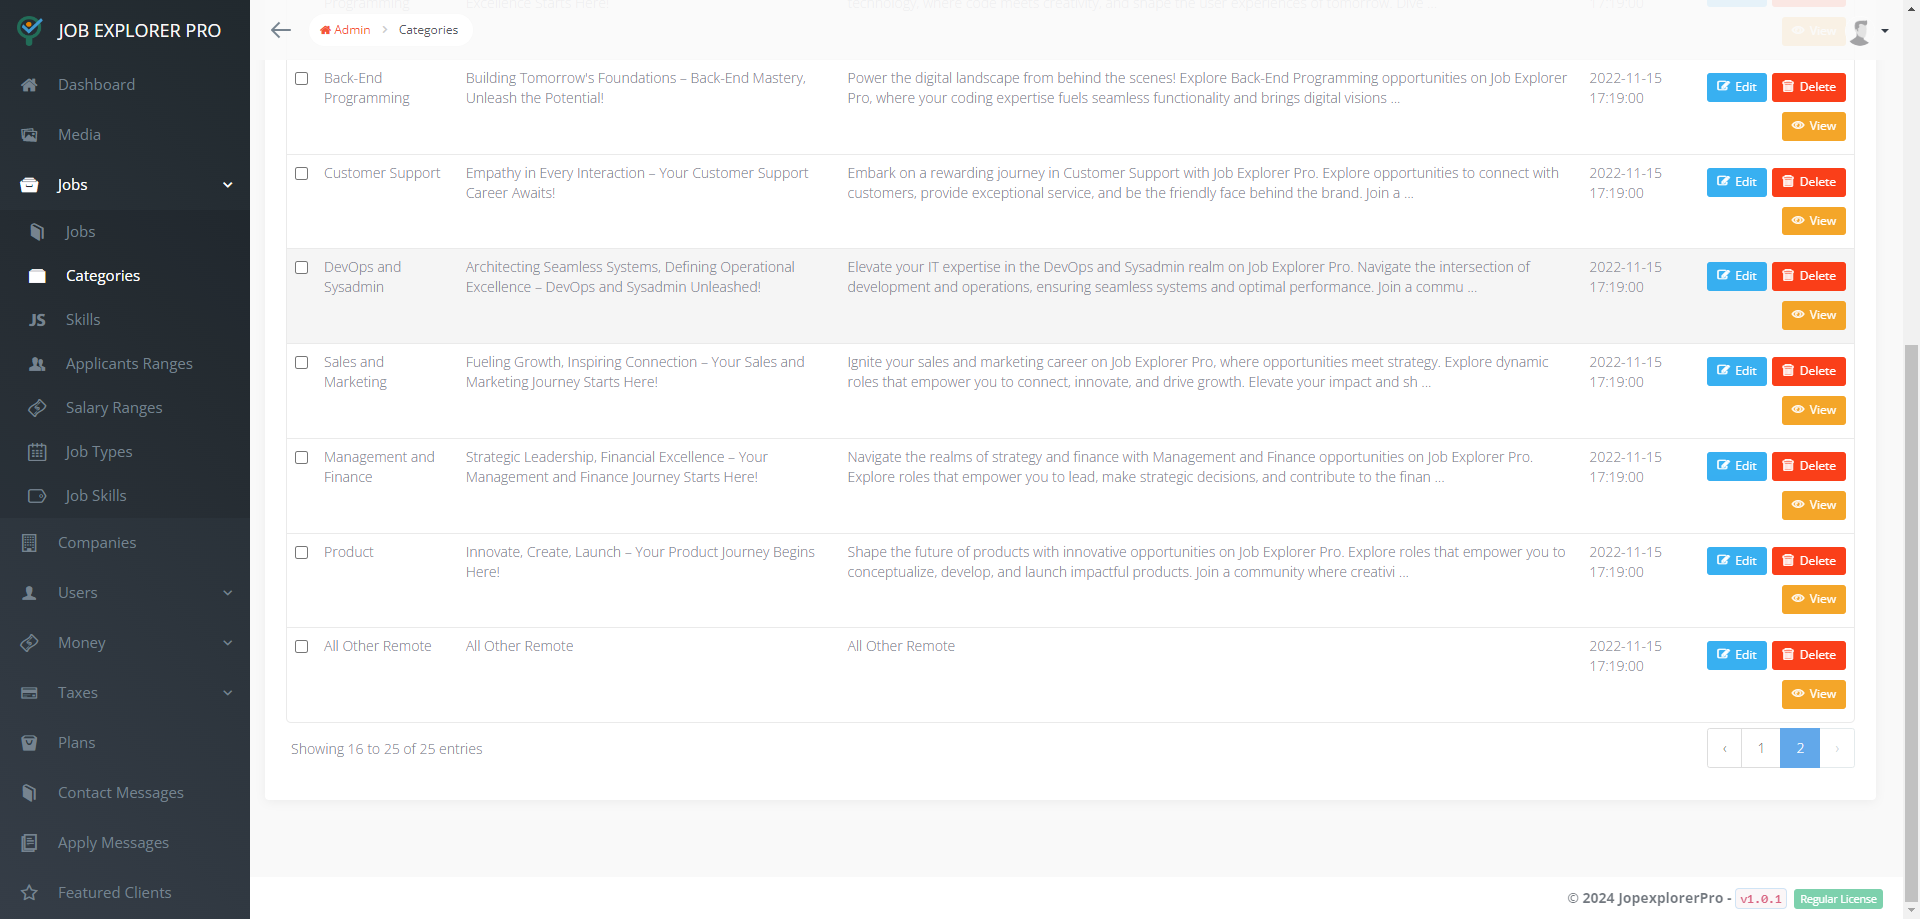 JOB EXPLORER PRO
Dashboard
Media
Jobs
Jobs
Categories
JS Skills
Applicants Ranges
Salary Ranges
Job Types
Job Skills
Companies
Users
Money
Taxes
Plans
Contact Messages
Apply Messages
Featured Clients
Admin > Categories
Programming
Excellence Starts Here!
technology, where code meets creativity, and shape the user experiences of tomorrow. Dive ...
View
Back-End
Programming
Building Tomorrow's Foundations – Back-End Mastery,
Unleash the Potential!
Power the digital landscape from behind the scenes! Explore Back-End Programming opportunities on Job Explorer
Pro, where your coding expertise fuels seamless functionality and brings digital visions ...
2022-11-15
17:19:00
Edit Delete
View
Customer Support
Empathy in Every Interaction – Your Customer Support
Career Awaits!
Embark on a rewarding journey in Customer Support with Job Explorer Pro. Explore opportunities to connect with
customers, provide exceptional service, and be the friendly face behind the brand. Join a ...
2022-11-15
17:19:00
Edit Delete
View
DevOps and
Sysadmin
Architecting Seamless Systems, Defining Operational
Excellence – DevOps and Sysadmin Unleashed!
Elevate your IT expertise in the DevOps and Sysadmin realm on Job Explorer Pro. Navigate the intersection of
development and operations, ensuring seamless systems and optimal performance. Join a commu ...
2022-11-15
17:19:00
Edit Delete
View
Sales and
Marketing
Fueling Growth, Inspiring Connection – Your Sales and
Marketing Journey Starts Here!
Ignite your sales and marketing career on Job Explorer Pro, where opportunities meet strategy. Explore dynamic
roles that empower you to connect, innovate, and drive growth. Elevate your impact and sh ...
2022-11-15
17:19:00
Edit Delete
View
Management and
Finance
Strategic Leadership, Financial Excellence – Your
Management and Finance Journey Starts Here!
Navigate the realms of strategy and finance with Management and Finance opportunities on Job Explorer Pro.
Explore roles that empower you to lead, make strategic decisions, and contribute to the finan ...
2022-11-15
17:19:00
Edit Delete
View
Product
Innovate, Create, Launch – Your Product Journey Begins
Here!
Shape the future of products with innovative opportunities on Job Explorer Pro. Explore roles that empower you to
conceptualize, develop, and launch impactful products. Join a community where creativi ...
2022-11-15
17:19:00
Edit Delete
View
All Other Remote
All Other Remote
All Other Remote
2022-11-15
17:19:00
Edit Delete
View
Showing 16 to 25 of 25 entries
‹ 1 2 ›
© 2024 JopexplorerPro - v1.0.1 Regular License